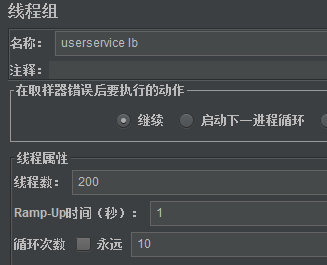 线程组
名称： userservice lb
注释：
在取样器错误后要执行的动作
继续 启动下一进程循环
线程属性
线程数： 200
Ramp-Up时间（秒）： 1
循环次数 永远 10